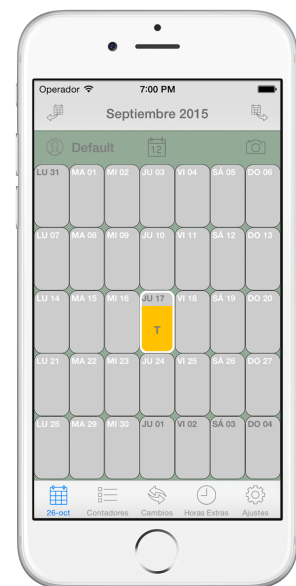 Operador 7:00 PM
Septiembre 2015
Default 12
LU 31 MA 01 MI 02 JU 03 VI 04 SÁ 05 DO 06
LU 07 MA 08 MI 09 JU 10 VI 11 SÁ 12 DO 13
LU 14 MA 15 MI 16 JU 17 VI 18 SÁ 19 DO 20
T
LU 21 MA 22 MI 23 JU 24 VI 25 SÁ 26 DO 27
LU 28 MA 29 MI 30 JU 01 VI 02 SÁ 03 DO 04
26-oct Contadores Cambios Horas Extras Ajustes